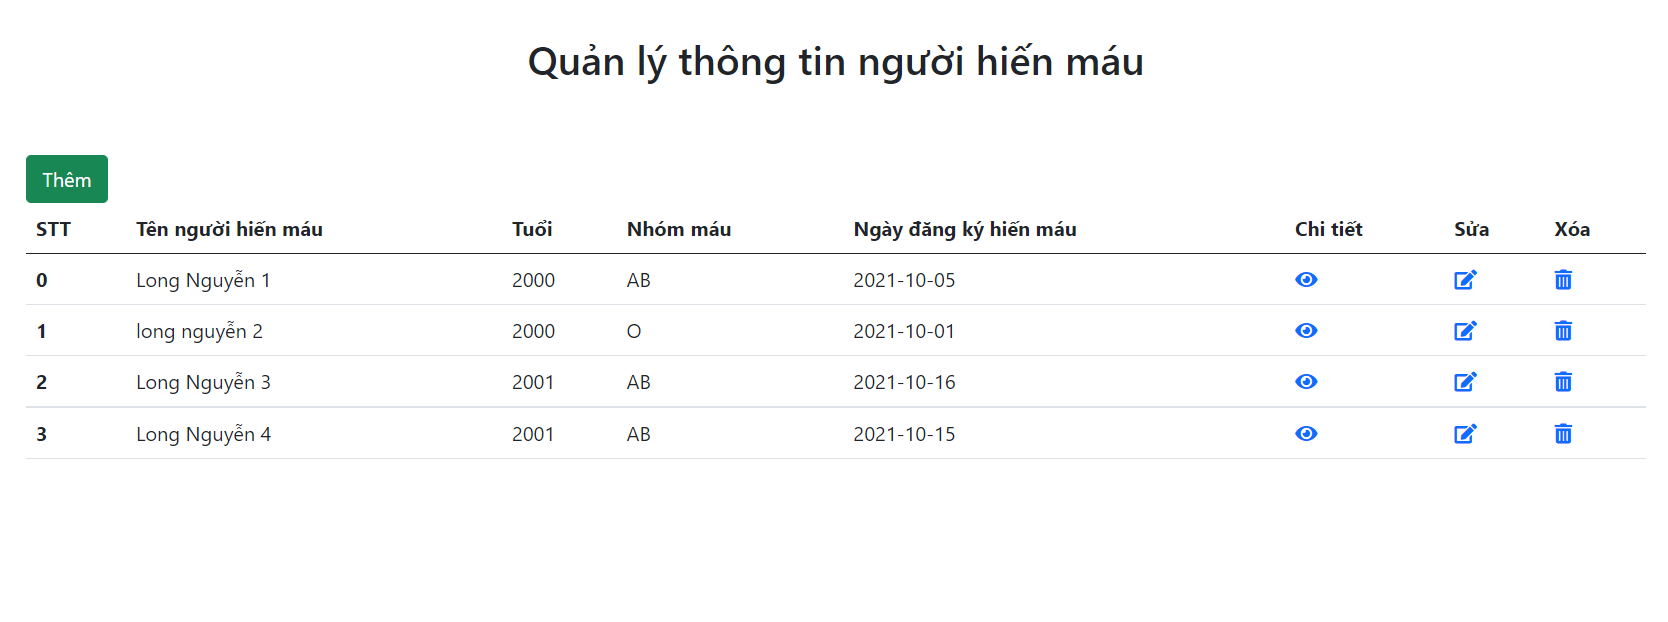 Quản lý thông tin người hiến máu
Thêm
STT Tên người hiến máu Tuổi Nhóm máu Ngày đăng ký hiến máu Chi tiết Sửa Xóa
0 Long Nguyễn 1 2000 AB 2021-10-05
1 long nguyễn 2 2000 O 2021-10-01
2 Long Nguyễn 3 2001 AB 2021-10-16
3 Long Nguyễn 4 2001 AB 2021-10-15